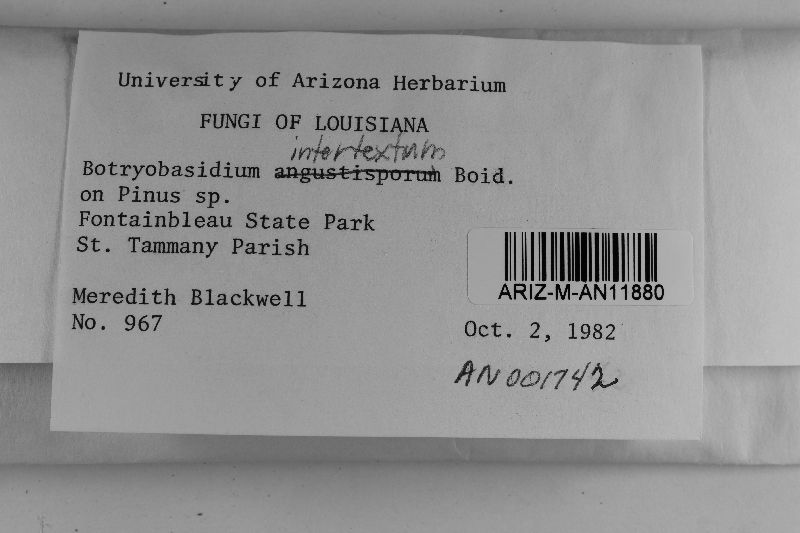 University of Arizona Herbarium
FUNGI OF LOUISIANA
intertextum
Botryobasidium angustisporum Boid.
on Pinus sp.
Fontainbleau State Park
St. Tammany Parish
ARIZ-M-AN11880
Meredith Blackwell
No. 967
Oct. 2, 1982
AN001742